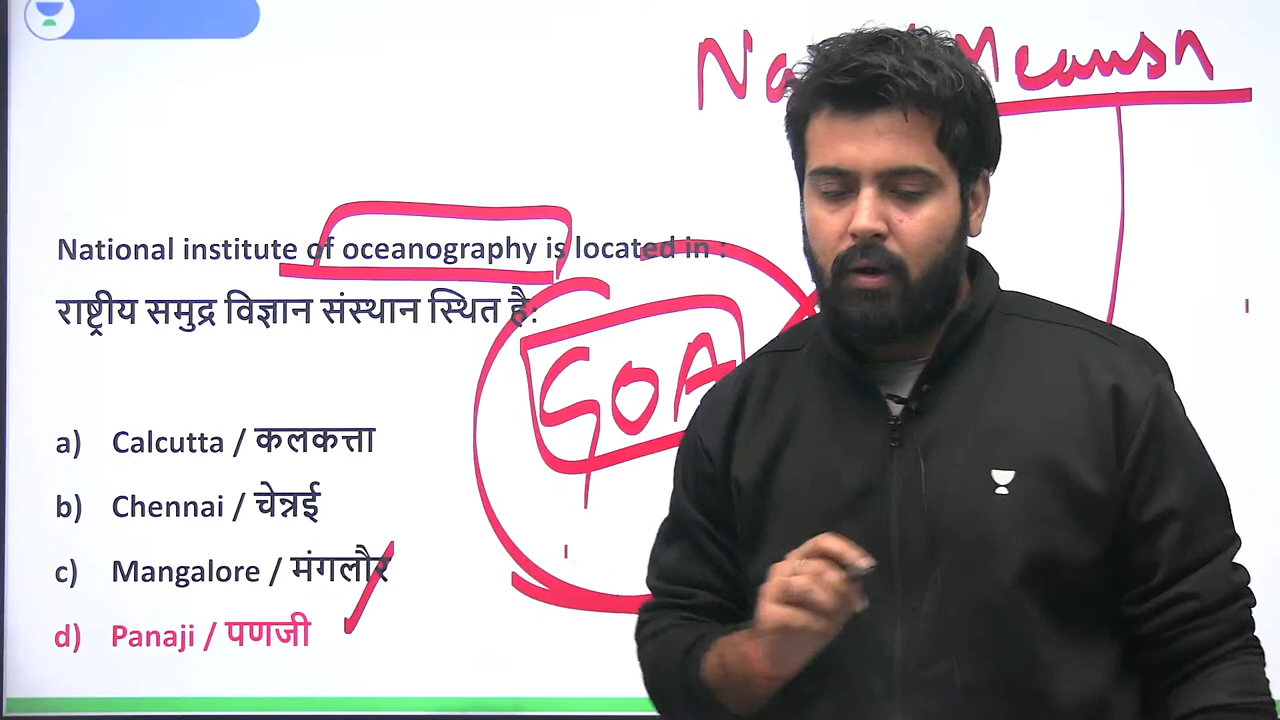 National institute of oceanography is located in :
राष्ट्रीय समुद्र विज्ञान संस्थान स्थित है:
GOA
a) Calcutta / कलकत्ता
b) Chennai / चेन्नई
c) Mangalore / मंगलौर
d) Panaji / पणजी